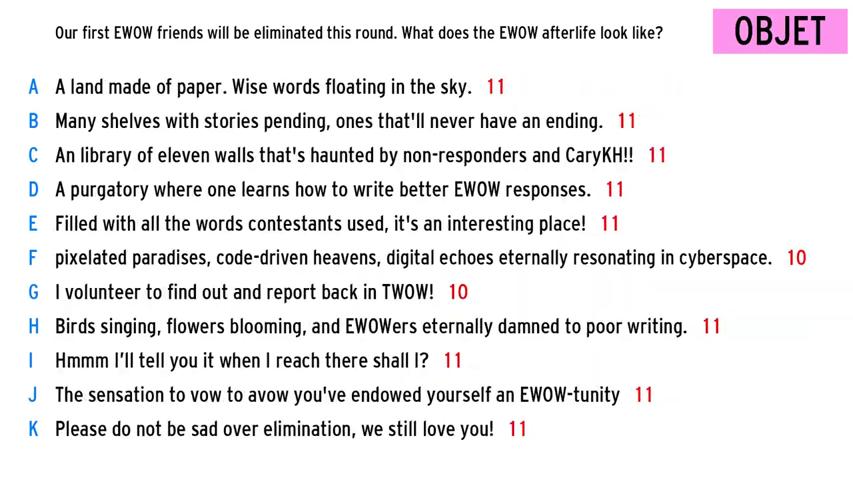 Our first EWOW friends will be eliminated this round. What does the EWOW afterlife look like?
OBJET
A A land made of paper. Wise words floating in the sky. 11
B Many shelves with stories pending, ones that'll never have an ending. 11
C An library of eleven walls that's haunted by non-responders and CaryKH!! 11
D A purgatory where one learns how to write better EWOW responses. 11
E Filled with all the words contestants used, it's an interesting place! 11
F pixelated paradises, code-driven heavens, digital echoes eternally resonating in cyberspace. 10
G I volunteer to find out and report back in TWOW! 10
H Birds singing, flowers blooming, and EWOWers eternally damned to poor writing. 11
I Hmmm I'll tell you it when I reach there shall I? 11
J The sensation to vow to avow you've endowed yourself an EWOW-tunity 11
K Please do not be sad over elimination, we still love you! 11